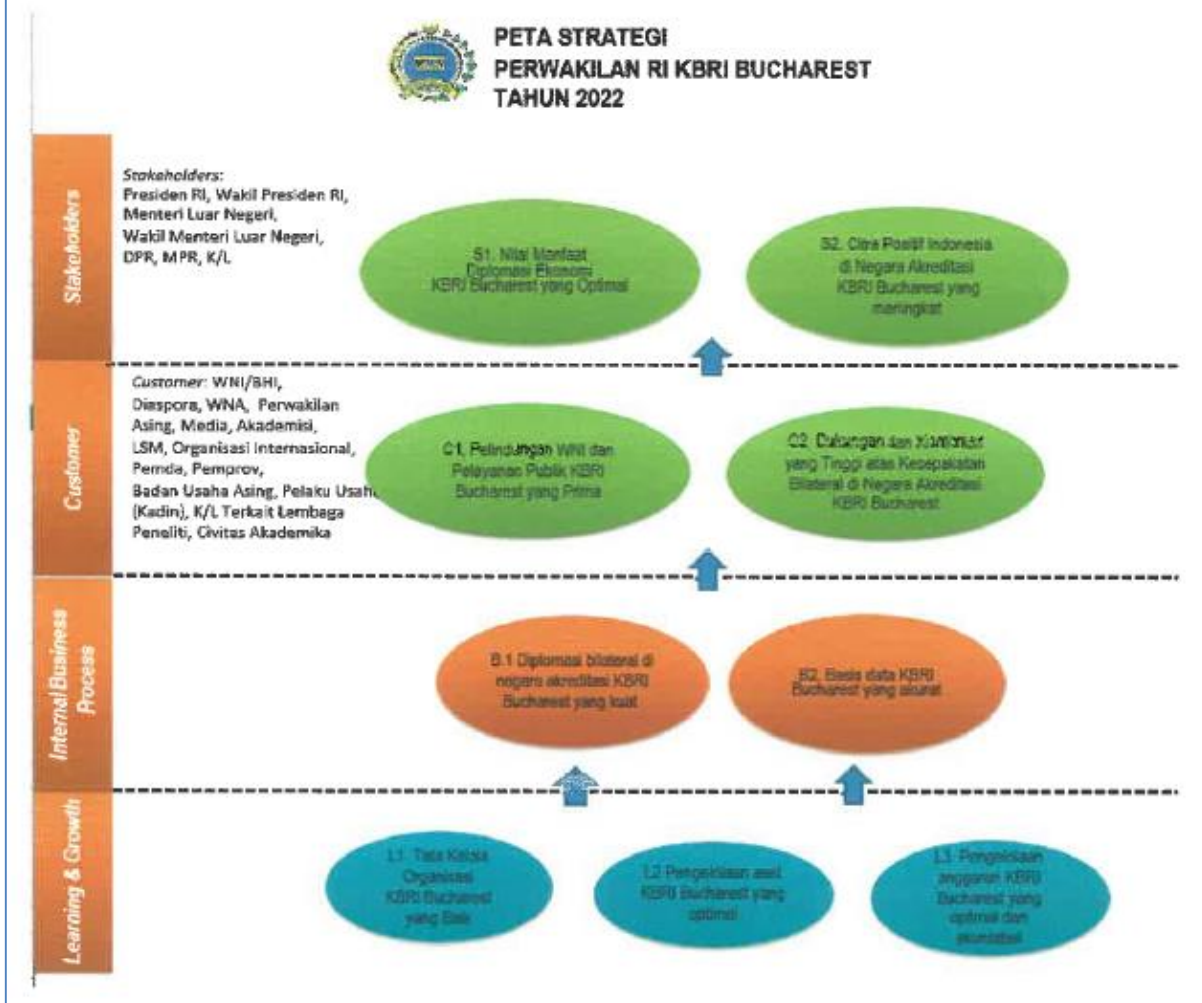 PETA STRATEGI
PERWAKILAN RI KBRI BUCHAREST
TAHUN 2022
Stakeholders
Stakeholders:
Presiden RI, Wakil Presiden RI,
Menteri Luar Negeri,
Wakil Menteri Luar Negeri,
DPR, MPR, K/L
S1. Nilai Manfaat
Diplomasi Ekonomi
KBRI Bucharest yang Optimal
S2. Citra Positif Indonesia
di Negara Akreditasi
KBRI Bucharest yang
meningkat
Customer
Customer: WNI/BHI,
Diaspora, WNA, Perwakilan
Asing, Media, Akademisi,
LSM, Organisasi Internasional,
Pemda, Pemprov,
Badan Usaha Asing, Pelaku Usaha
(Kadin), K/L Terkait Lembaga
Peneliti, Civitas Akademika
C1. Pelindungan WNI dan
Pelayanan Publik KBRI
Bucharest yang Prima
C2. Dukungan dan Komitmen
yang Tinggi atas Kesepakatan
Bilateral di Negara Akreditasi
KBRI Bucharest
Internal Business
Process
B.1 Diplomasi bilateral di
negara akreditasi KBRI
Bucharest yang kuat
B2. Basis data KBRI
Bucharest yang akurat
Learning & Growth
L1. Tata Kelola
Organisasi
KBRI Bucharest
yang Baik
L2 Pengelolaan aset
KBRI Bucharest yang
optimal
L3. Pengelolaan
anggaran KBRI
Bucharest yang
optimal dan
akuntabel